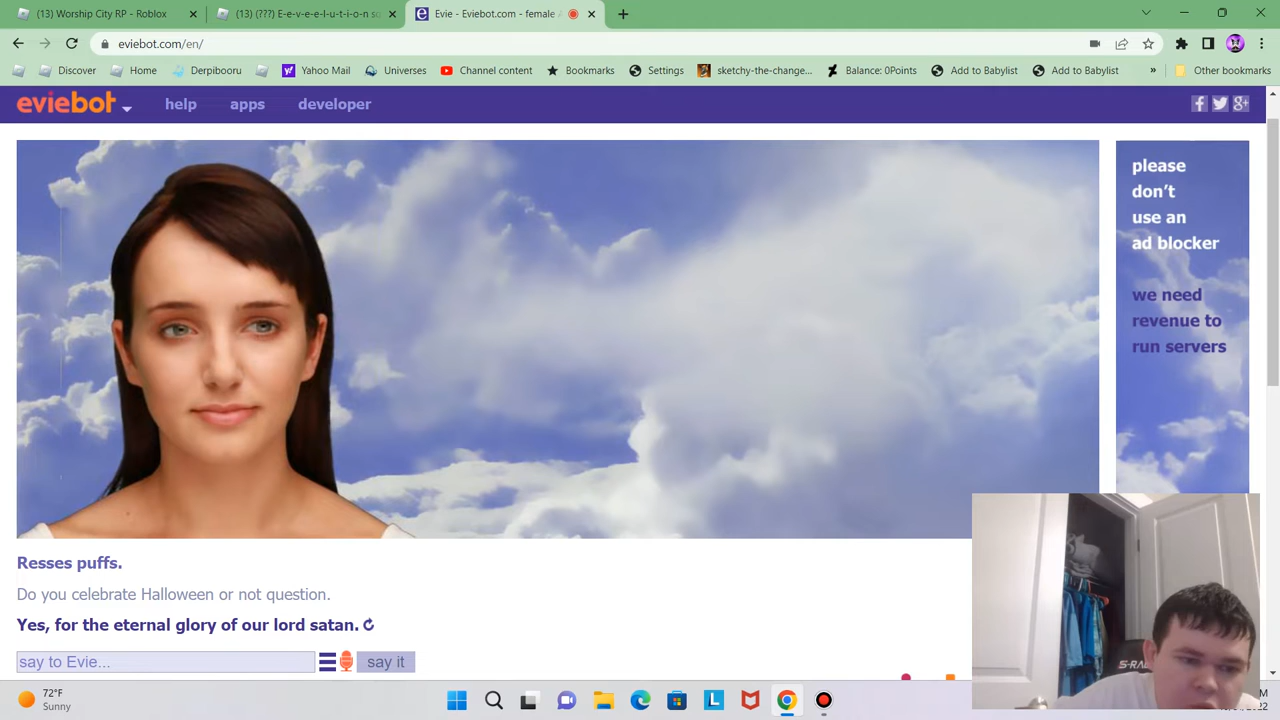 (13) Worship City RP - Roblox
(13) (???) E-e-v-e-e-l-u-t-i-o-n s
Evie - Eviebot.com - female
eviebot.com/en/
Discover Home Derpibooru Yahoo Mail Universes Channel content Bookmarks Settings sketchy-the-change... Balance: 0Points Add to Babylist Add to Babylist » Other bookmarks
eviebot help apps developer
please
don't
use an
ad blocker
we need
revenue to
run servers
Resses puffs.
Do you celebrate Halloween or not question.
Yes, for the eternal glory of our lord satan.
say to Evie... say it
S-RA
72°F
Sunny